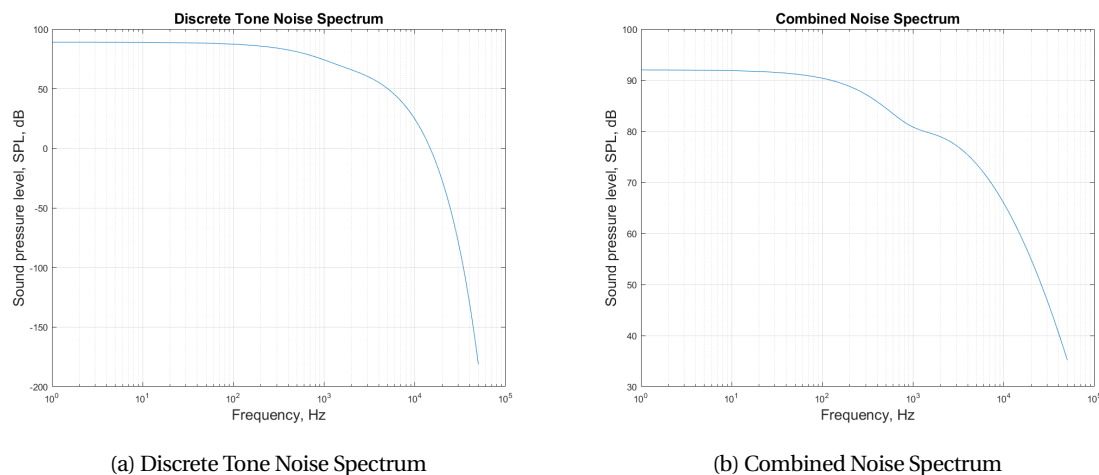 Discrete Tone Noise Spectrum
100
50
0
-50
-100
-150
-200
Sound pressure level, SPL, dB
10^0 10^1 10^2 10^3 10^4 10^5
Frequency, Hz
(a) Discrete Tone Noise Spectrum
Combined Noise Spectrum
100
90
80
70
60
50
40
30
Sound pressure level, SPL, dB
10^0 10^1 10^2 10^3 10^4 10^5
Frequency, Hz
(b) Combined Noise Spectrum